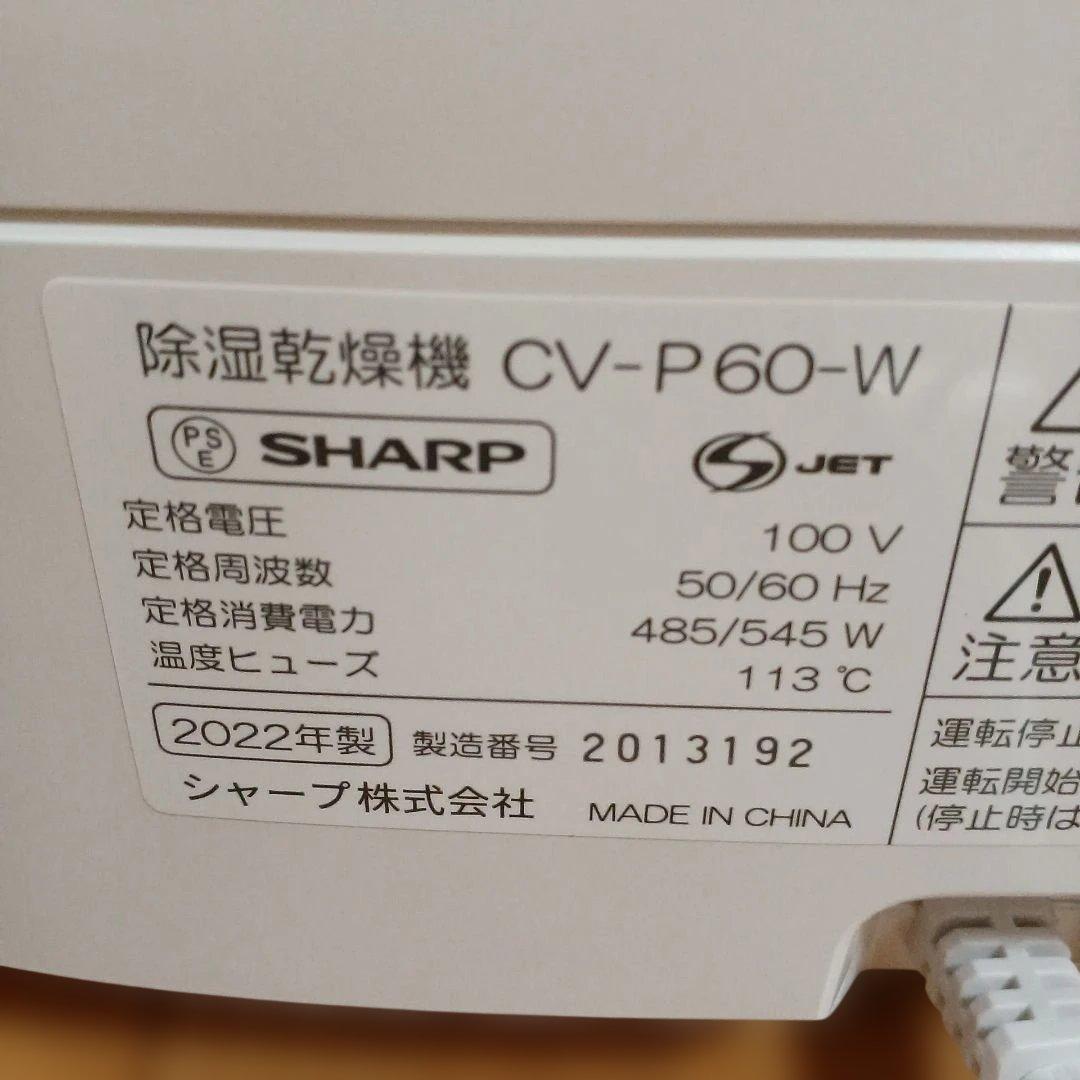 除湿乾燥機 CV-P60-W
PSE SHARP
S JET
定格電圧 100 V
定格周波数 50/60 Hz
定格消費電力 485/545 W
温度ヒューズ 113 ℃
2022年製 製造番号 2013192
シャープ株式会社 MADE IN CHINA
警
注意
運転停止
運転開始
(停止時は